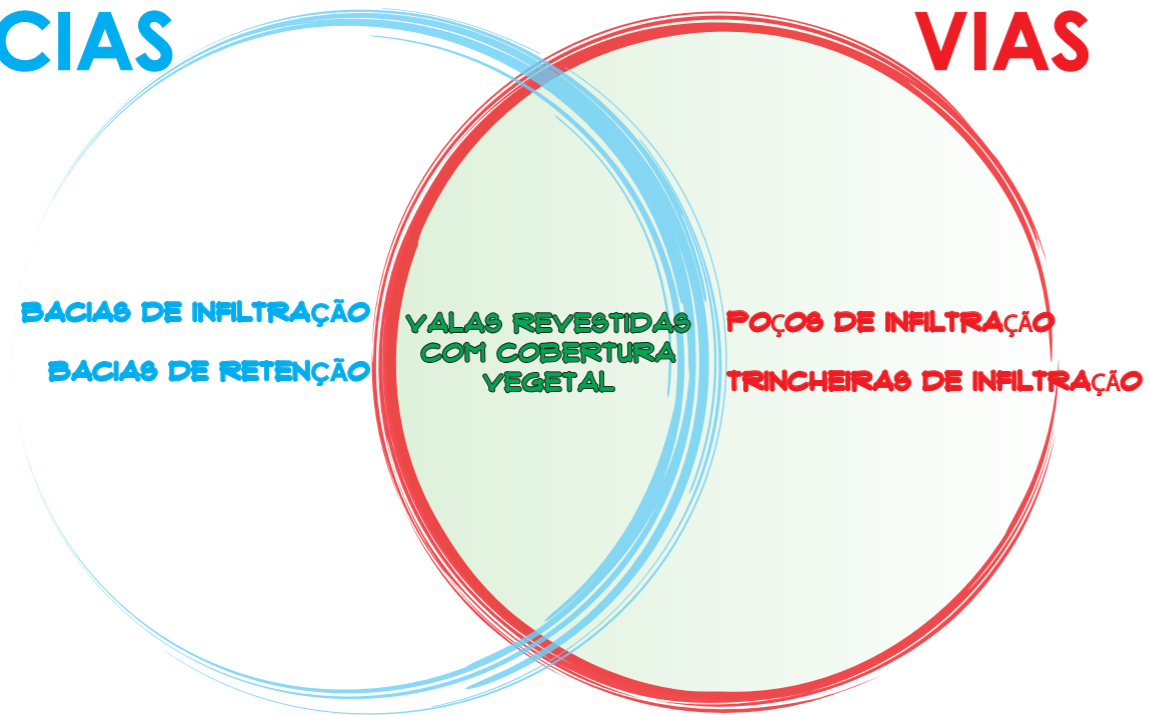 CIAS
VIAS
BACIAS DE INFILTRAÇÃO
BACIAS DE RETENÇÃO
VALAS REVESTIDAS
COM COBERTURA
VEGETAL
POÇOS DE INFILTRAÇÃO
TRINCHEIRAS DE INFILTRAÇÃO